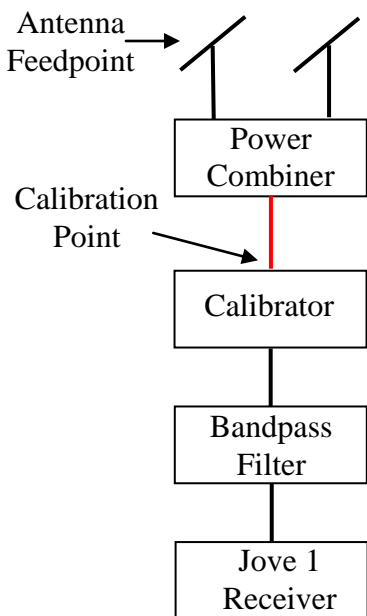 Antenna
Feedpoint
Power
Combiner
Calibration
Point
Calibrator
Bandpass
Filter
Jove 1
Receiver